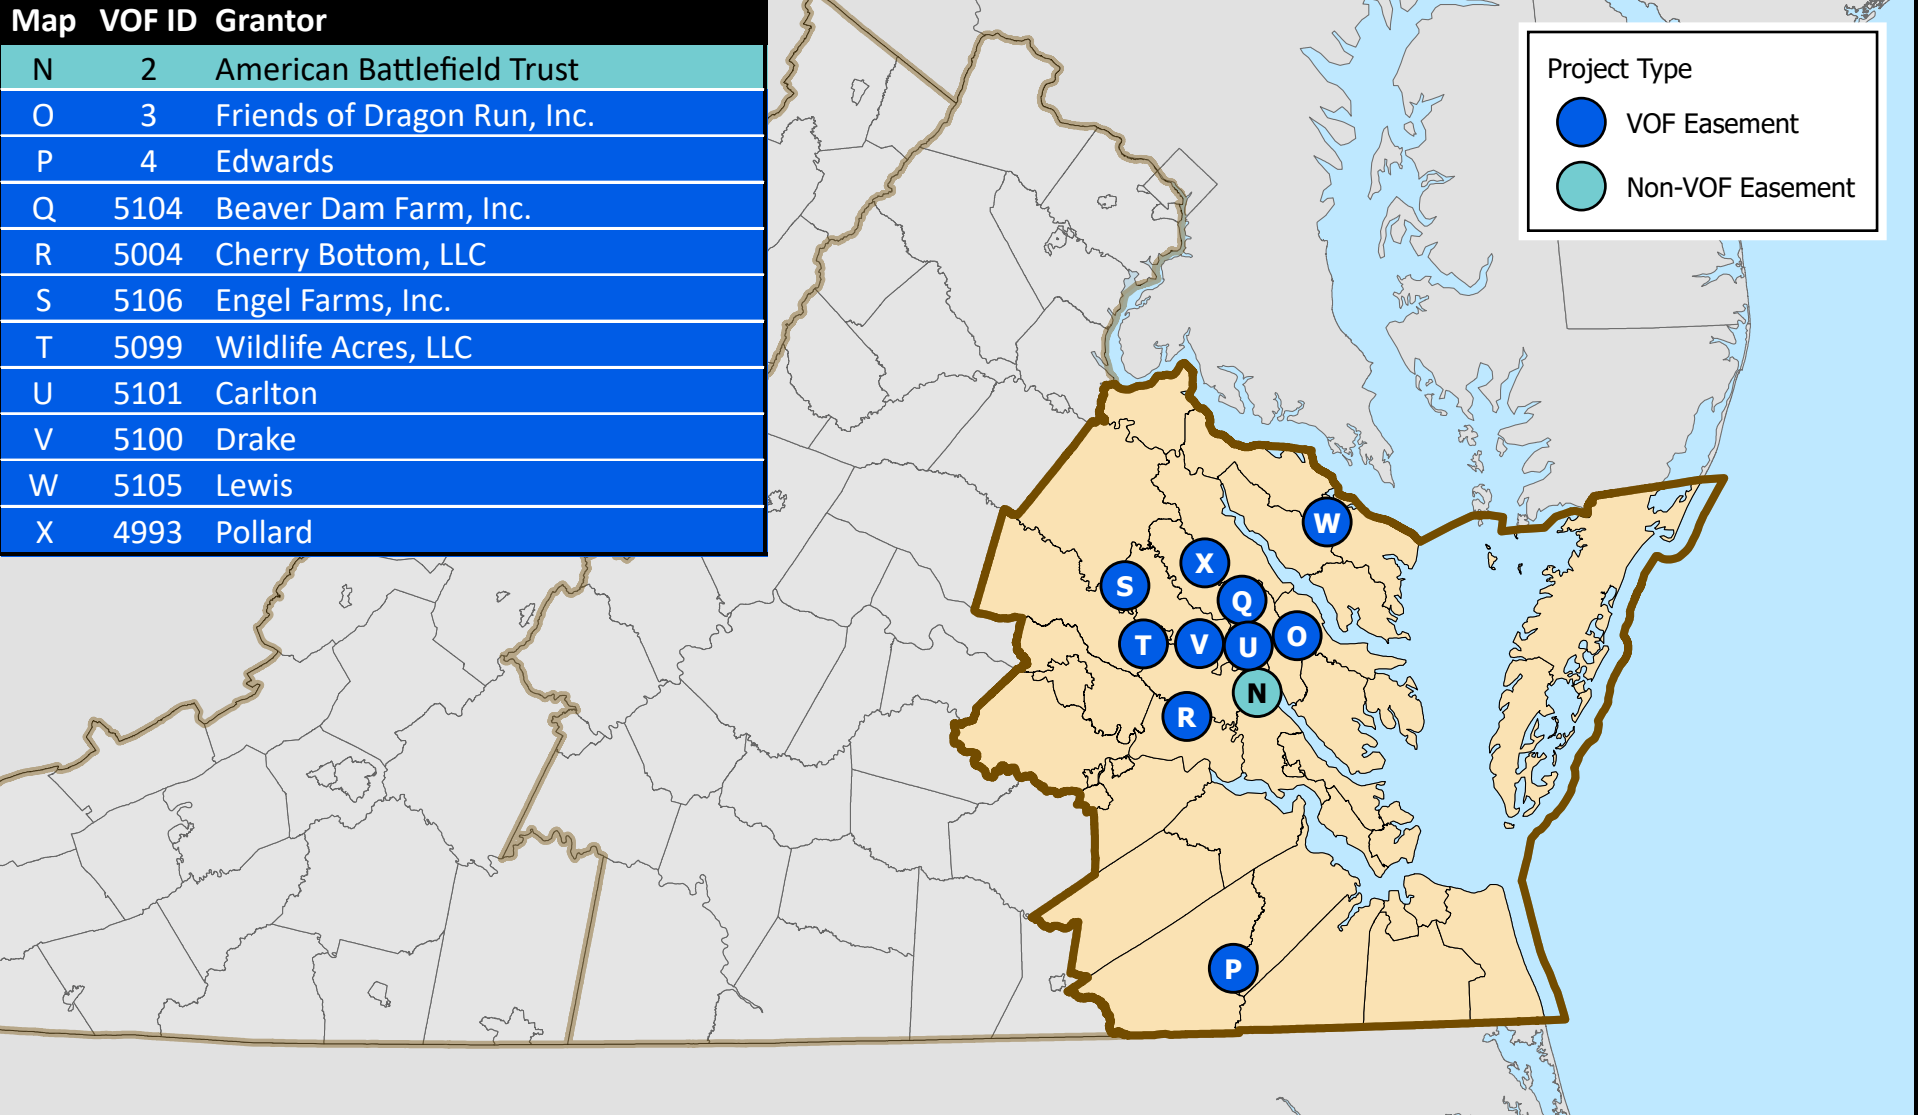 Map VOF ID Grantor
N 2 American Battlefield Trust
O 3 Friends of Dragon Run, Inc.
P 4 Edwards
Q 5104 Beaver Dam Farm, Inc.
R 5004 Cherry Bottom, LLC
S 5106 Engel Farms, Inc.
T 5099 Wildlife Acres, LLC
U 5101 Carlton
V 5100 Drake
W 5105 Lewis
X 4993 Pollard
Project Type
VOF Easement
Non-VOF Easement
W
X
S
Q
T
V
U
O
N
R
P